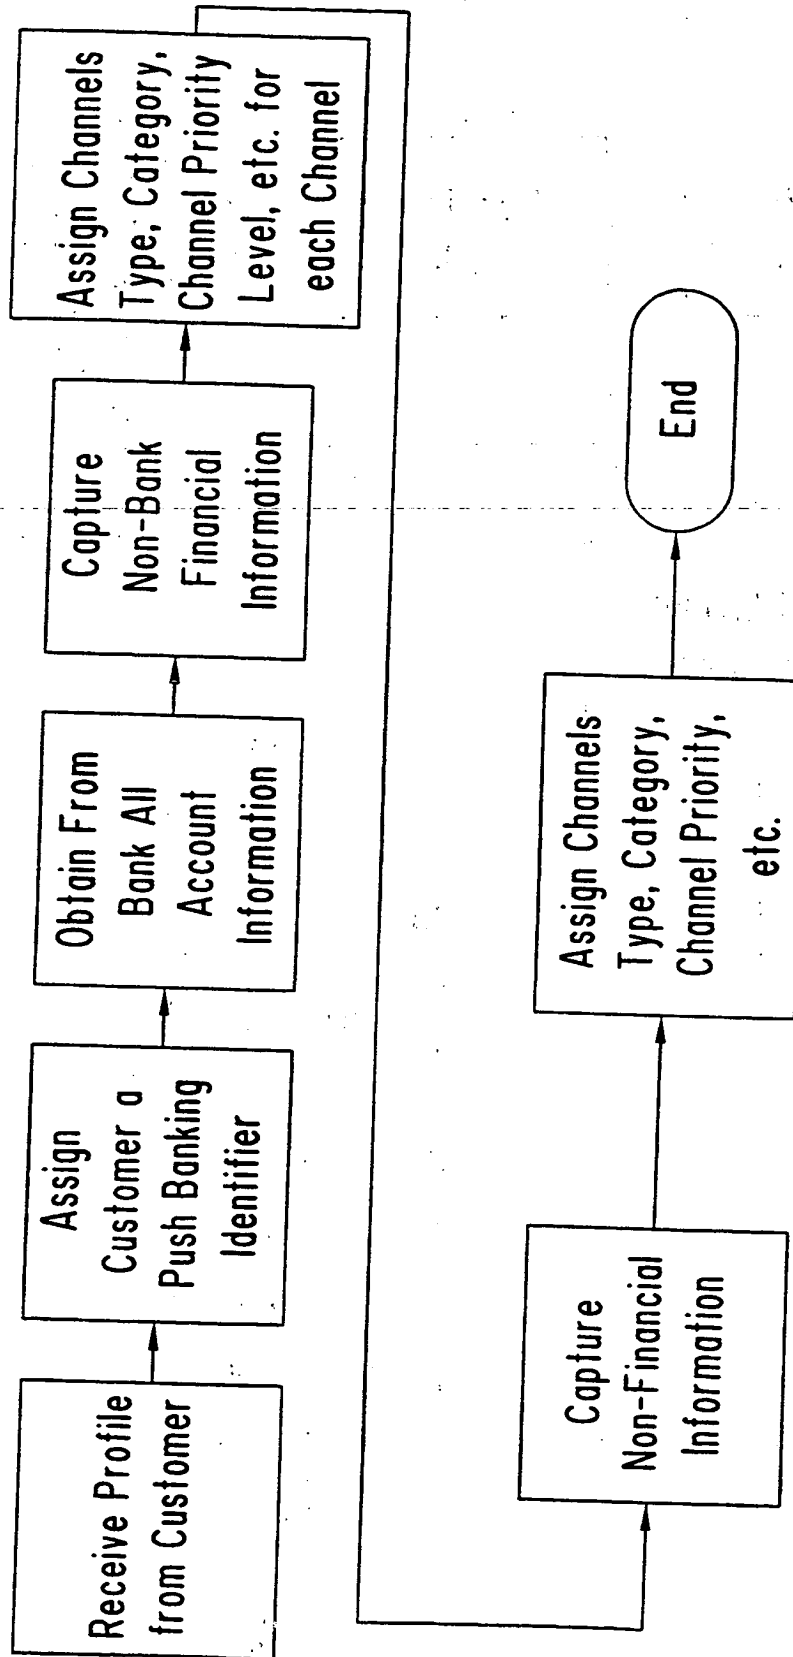 Receive Profile
from Customer
Assign
Customer a
Push Banking
Identifier
Obtain From
Bank All
Account
Information
Capture
Non-Bank
Financial
Information
Assign Channels
Type, Category,
Channel Priority
Level, etc. for
each Channel
Capture
Non-Financial
Information
Assign Channels
Type, Category,
Channel Priority,
etc.
End